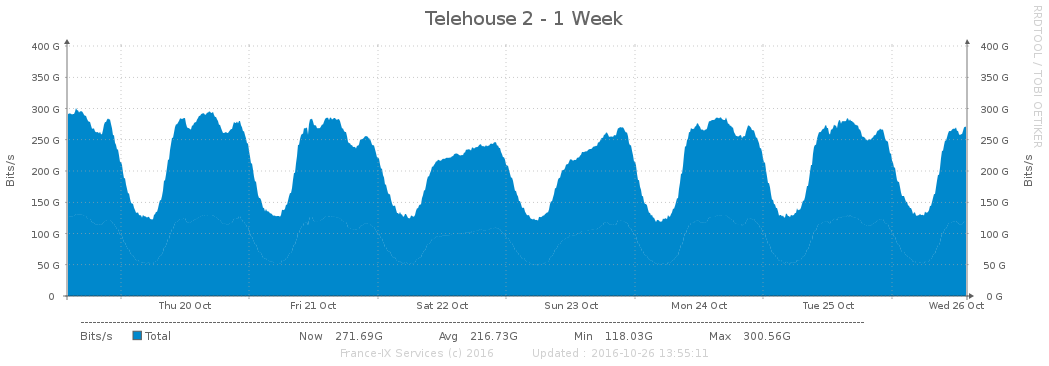 Telehouse 2 - 1 Week
RRDTOOL / TOBI OETIKER
Bits/s
400 G
350 G
300 G
250 G
200 G
150 G
100 G
50 G
0
400 G
350 G
300 G
250 G
200 G
150 G
100 G
50 G
0 G
Bits/s
Thu 20 Oct Fri 21 Oct Sat 22 Oct Sun 23 Oct Mon 24 Oct Tue 25 Oct Wed 26 Oct
Bits/s Total Now 271.69G Avg 216.73G Min 118.03G Max 300.56G
France-IX Services (c) 2016 Updated : 2016-10-26 13:55:11